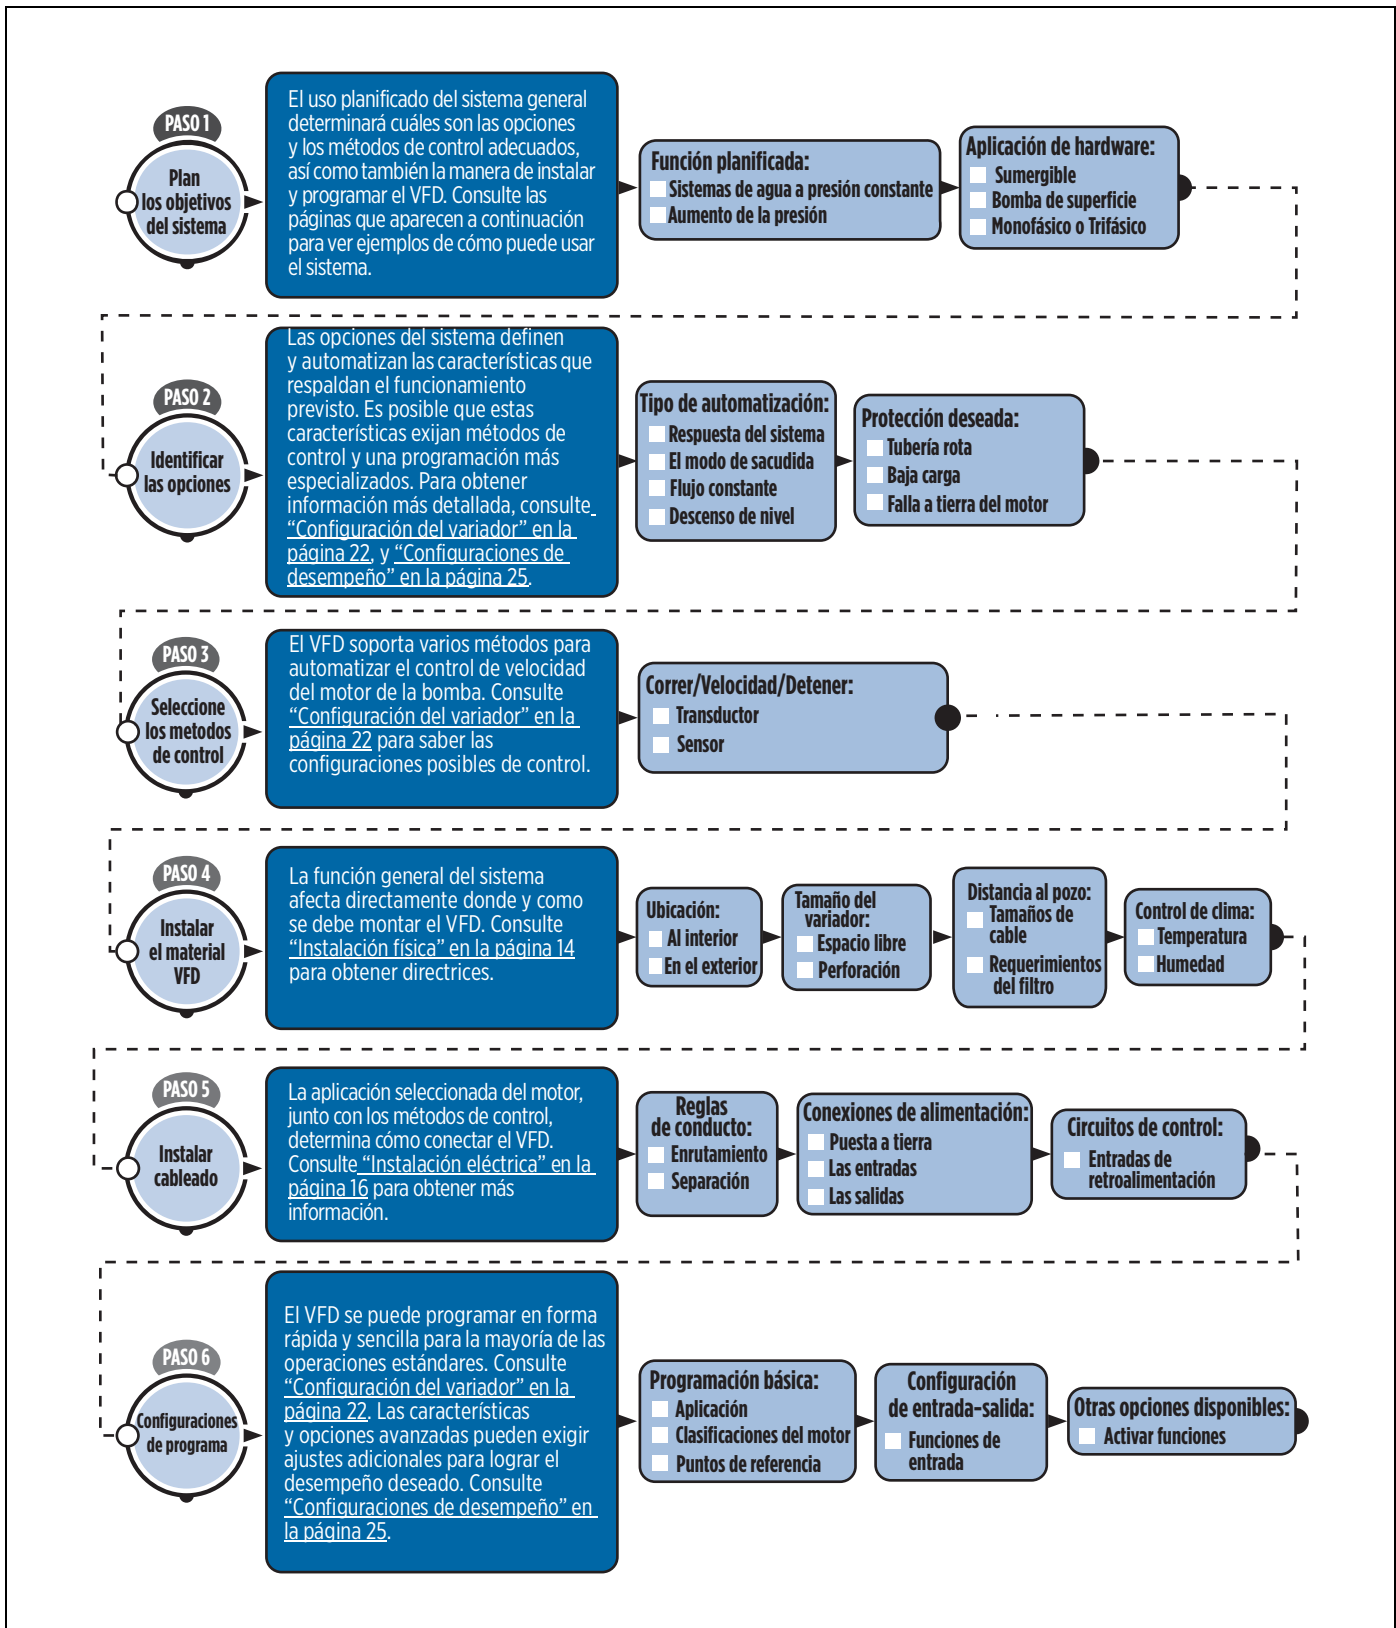 PASO 1
Plan
los objetivos
del sistema
El uso planificado del sistema general
determinará cuáles son las opciones
y los métodos de control adecuados,
así como también la manera de instalar
y programar el VFD. Consulte las
páginas que aparecen a continuación
para ver ejemplos de cómo puede usar
el sistema.
Función planificada:
Sistemas de agua a presión constante
Aumento de la presión
Aplicación de hardware:
Sumergible
Bomba de superficie
Monofásico o Trifásico
PASO 2
Identificar
las opciones
Las opciones del sistema definen
y automatizan las características que
respaldan el funcionamiento
previsto. Es posible que estas
características exijan métodos de
control y una programación más
especializados. Para obtener
información más detallada, consulte
“Configuración del variador” en la
página 22, y “Configuraciones de
desempeño” en la página 25.
Tipo de automatización:
Respuesta del sistema
El modo de sacudida
Flujo constante
Descenso de nivel
Protección deseada:
Tubería rota
Baja carga
Falla a tierra del motor
PASO 3
Seleccione
los metodos
de control
El VFD soporta varios métodos para
automatizar el control de velocidad
del motor de la bomba. Consulte
“Configuración del variador” en la
página 22 para saber las
configuraciones posibles de control.
Correr/Velocidad/Detener:
Transductor
Sensor
PASO 4
Instalar
el material
VFD
La función general del sistema
afecta directamente donde y como
se debe montar el VFD. Consulte
“Instalación física” en la página 14
para obtener directrices.
Ubicación:
Al interior
En el exterior
Tamaño del
variador:
Espacio libre
Perforación
Distancia al pozo:
Tamaños de
cable
Requerimientos
del filtro
Control de clima:
Temperatura
Humedad
PASO 5
Instalar
cableado
La aplicación seleccionada del motor,
junto con los métodos de control,
determina cómo conectar el VFD.
Consulte “Instalación eléctrica” en la
página 16 para obtener más
información.
Reglas
de conducto:
Enrutamiento
Separación
Conexiones de alimentación:
Puesta a tierra
Las entradas
Las salidas
Circuitos de control:
Entradas de
retroalimentación
PASO 6
Configuraciones
de programa
El VFD se puede programar en forma
rápida y sencilla para la mayoría de las
operaciones estándares. Consulte
“Configuración del variador” en la
página 22. Las características
y opciones avanzadas pueden exigir
ajustes adicionales para lograr el
desempeño deseado. Consulte
“Configuraciones de desempeño” en
la página 25.
Programación básica:
Aplicación
Clasificaciones del motor
Puntos de referencia
Configuración
de entrada-salida:
Funciones de
entrada
Otras opciones disponibles:
Activar funciones